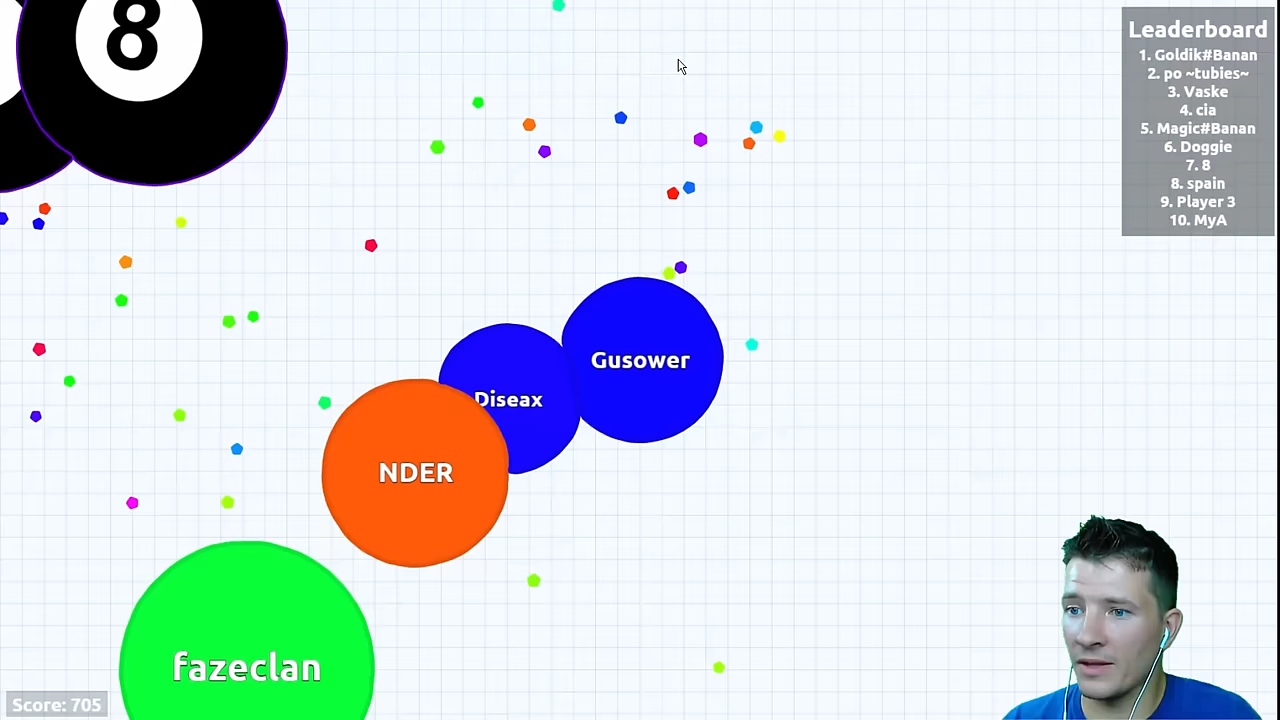 8
Leaderboard
1. Goldik#Banan
2. po ~tubies~
3. Vaske
4. cia
5. Magic#Banan
6. Doggie
7. 8
8. spain
9. Player 3
10. MyA
Gusower
Diseax
NDER
fazeclan
Score: 705